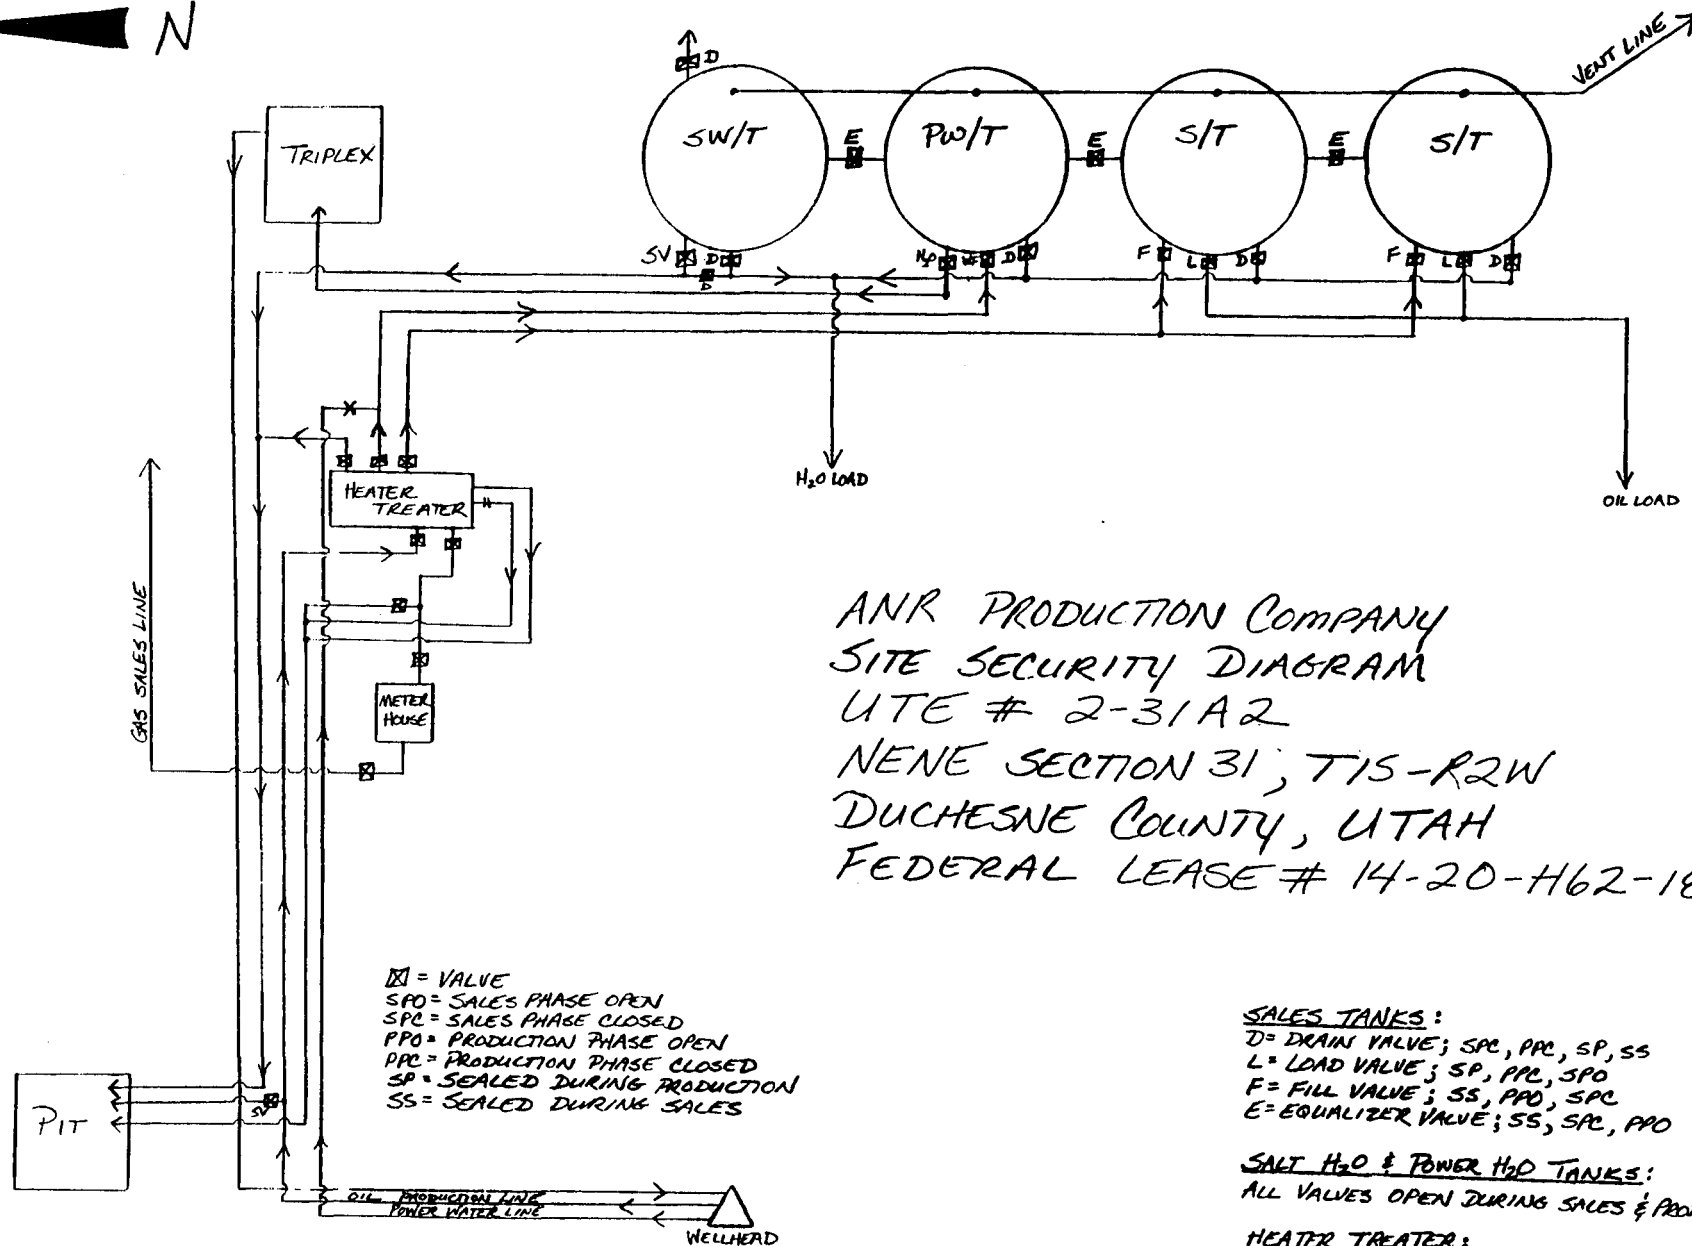 N
VENT LINE
D
SW/T
E
PW/T
E
S/T
E
S/T
TRIPLEX
SV
D
D
D
F
L
D
F
L
D
H₂O LOAD
OIL LOAD
HEATER
TREATER
GAS SALES LINE
METER
HOUSE
ANR PRODUCTION COMPANY
SITE SECURITY DIAGRAM
UTE # 2-31A2
NENE SECTION 31; T1S-R2W
DUCHESNE COUNTY, UTAH
FEDERAL LEASE # 14-20-H62-18
= VALVE
SPO = SALES PHASE OPEN
SPC = SALES PHASE CLOSED
PPO = PRODUCTION PHASE OPEN
PPC = PRODUCTION PHASE CLOSED
SP = SEALED DURING PRODUCTION
SS = SEALED DURING SALES
SALES TANKS:
D= DRAIN VALVE; SPC, PPC, SP, SS
L= LOAD VALVE; SP, PPC, SPO
F= FILL VALVE; SS, PPO, SPC
E= EQUALIZER VALVE; SS, SPC, PPO
SALT H₂O & POWER H₂O TANKS:
ALL VALVES OPEN DURING SALES &
HEATER TREATER:
PIT
SV
OIL PRODUCTION LINE
POWER WATER LINE
WELLHEAD